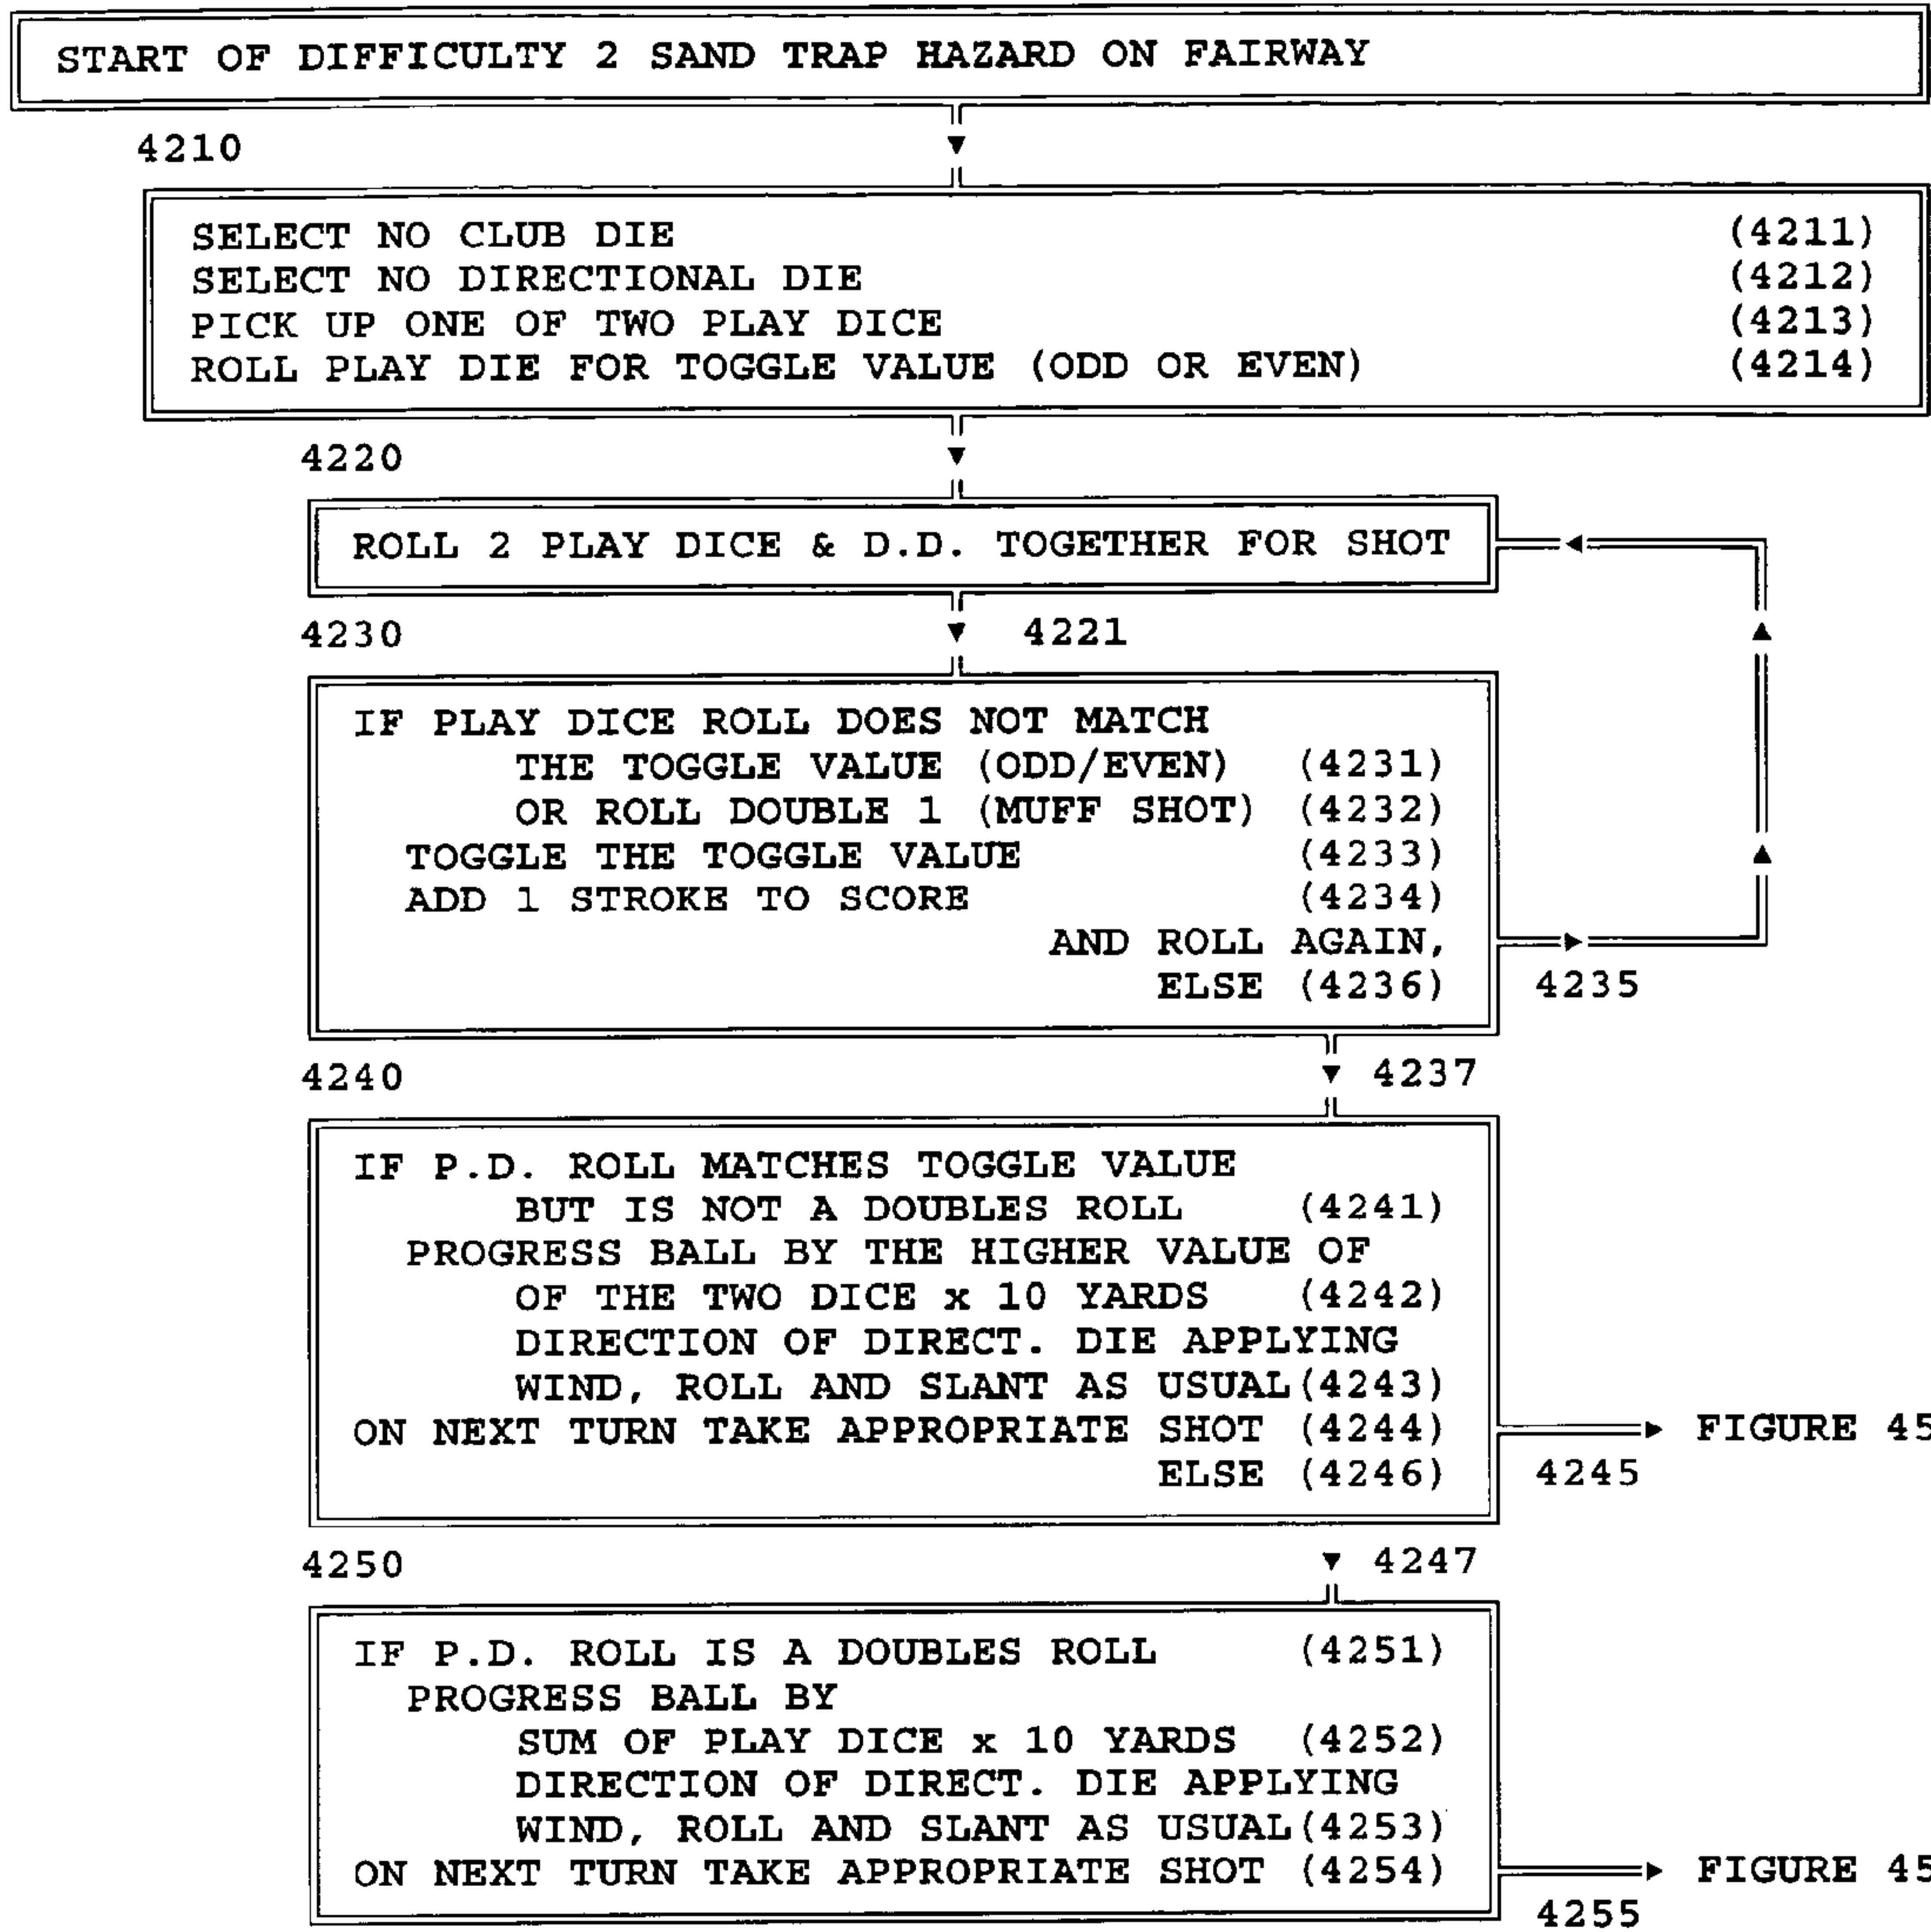 START OF DIFFICULTY 2 SAND TRAP HAZARD ON FAIRWAY
4210
SELECT NO CLUB DIE (4211)
SELECT NO DIRECTIONAL DIE (4212)
PICK UP ONE OF TWO PLAY DICE (4213)
ROLL PLAY DIE FOR TOGGLE VALUE (ODD OR EVEN) (4214)
4220
ROLL 2 PLAY DICE & D.D. TOGETHER FOR SHOT
4230 4221
IF PLAY DICE ROLL DOES NOT MATCH
THE TOGGLE VALUE (ODD/EVEN) (4231)
OR ROLL DOUBLE 1 (MUFF SHOT) (4232)
TOGGLE THE TOGGLE VALUE (4233)
ADD 1 STROKE TO SCORE (4234)
AND ROLL AGAIN,
ELSE (4236) 4235
4240 4237
IF P.D. ROLL MATCHES TOGGLE VALUE
BUT IS NOT A DOUBLES ROLL (4241)
PROGRESS BALL BY THE HIGHER VALUE OF
OF THE TWO DICE x 10 YARDS (4242)
DIRECTION OF DIRECT. DIE APPLYING
WIND, ROLL AND SLANT AS USUAL(4243)
ON NEXT TURN TAKE APPROPRIATE SHOT (4244) FIGURE 45
ELSE (4246) 4245
4250 4247
IF P.D. ROLL IS A DOUBLES ROLL (4251)
PROGRESS BALL BY
SUM OF PLAY DICE x 10 YARDS (4252)
DIRECTION OF DIRECT. DIE APPLYING
WIND, ROLL AND SLANT AS USUAL(4253)
ON NEXT TURN TAKE APPROPRIATE SHOT (4254) FIGURE 45
4255